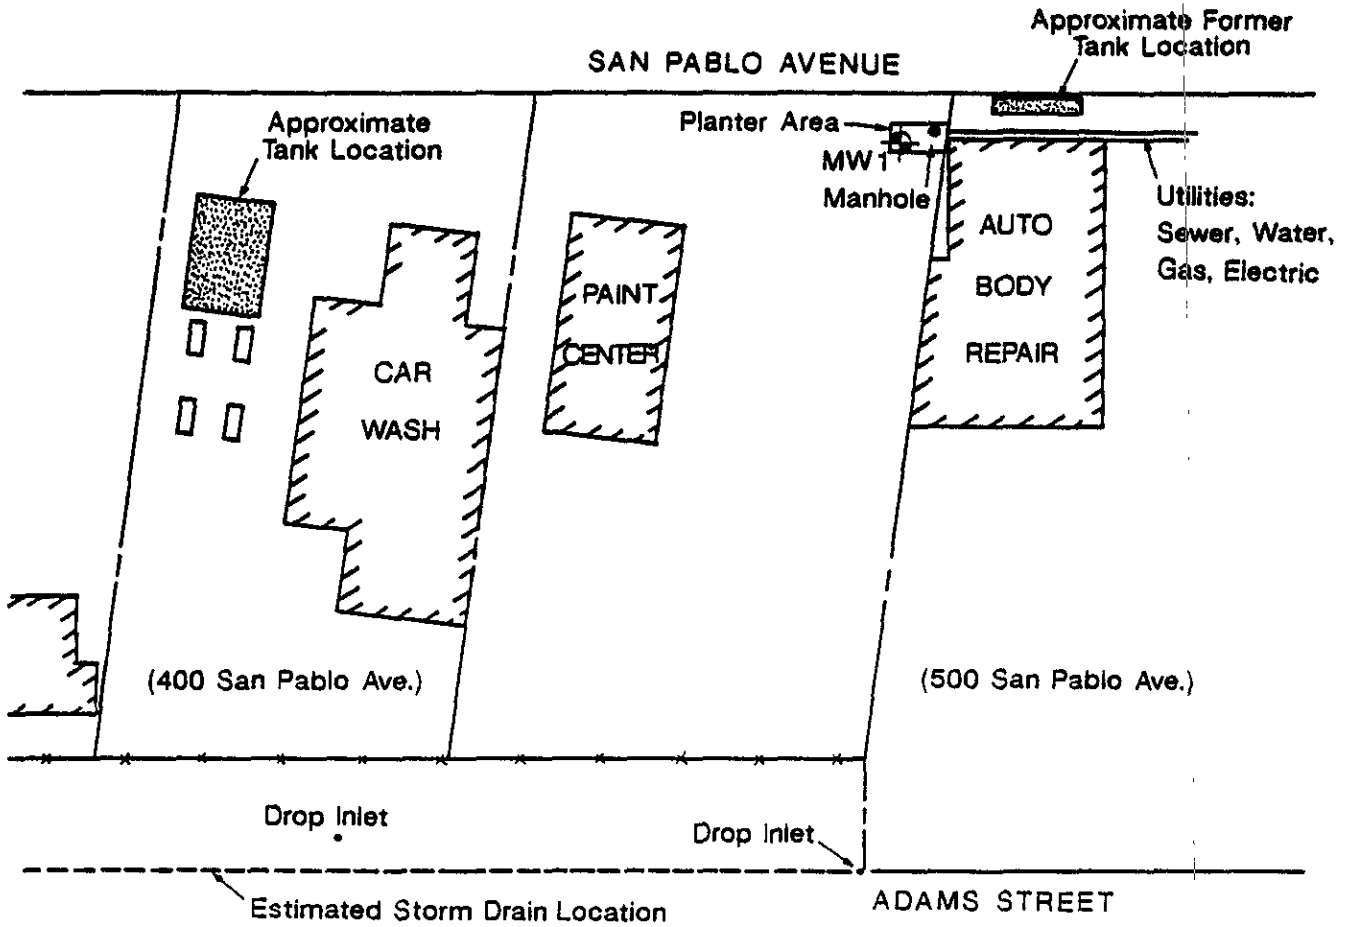 Approximate Former
Tank Location
SAN PABLO AVENUE
Approximate
Tank Location
Planter Area
MW 1
Manhole
Utilities:
Sewer, Water,
Gas, Electric
AUTO
BODY
REPAIR
PAINT
CENTER
CAR
WASH
(400 San Pablo Ave.)
(500 San Pablo Ave.)
Drop Inlet
Drop Inlet
Estimated Storm Drain Location
ADAMS STREET